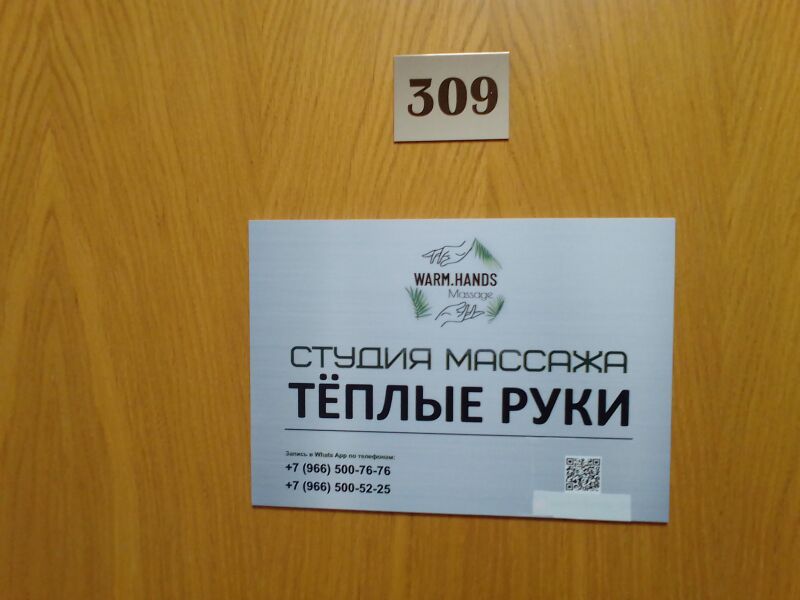 309
WARM.HANDS
Massage
СТУДИЯ МАССАЖА
ТЁПЛЫЕ РУКИ
Запись в Whats App по телефонам:
+7 (966) 500-76-76
+7 (966) 500-52-25